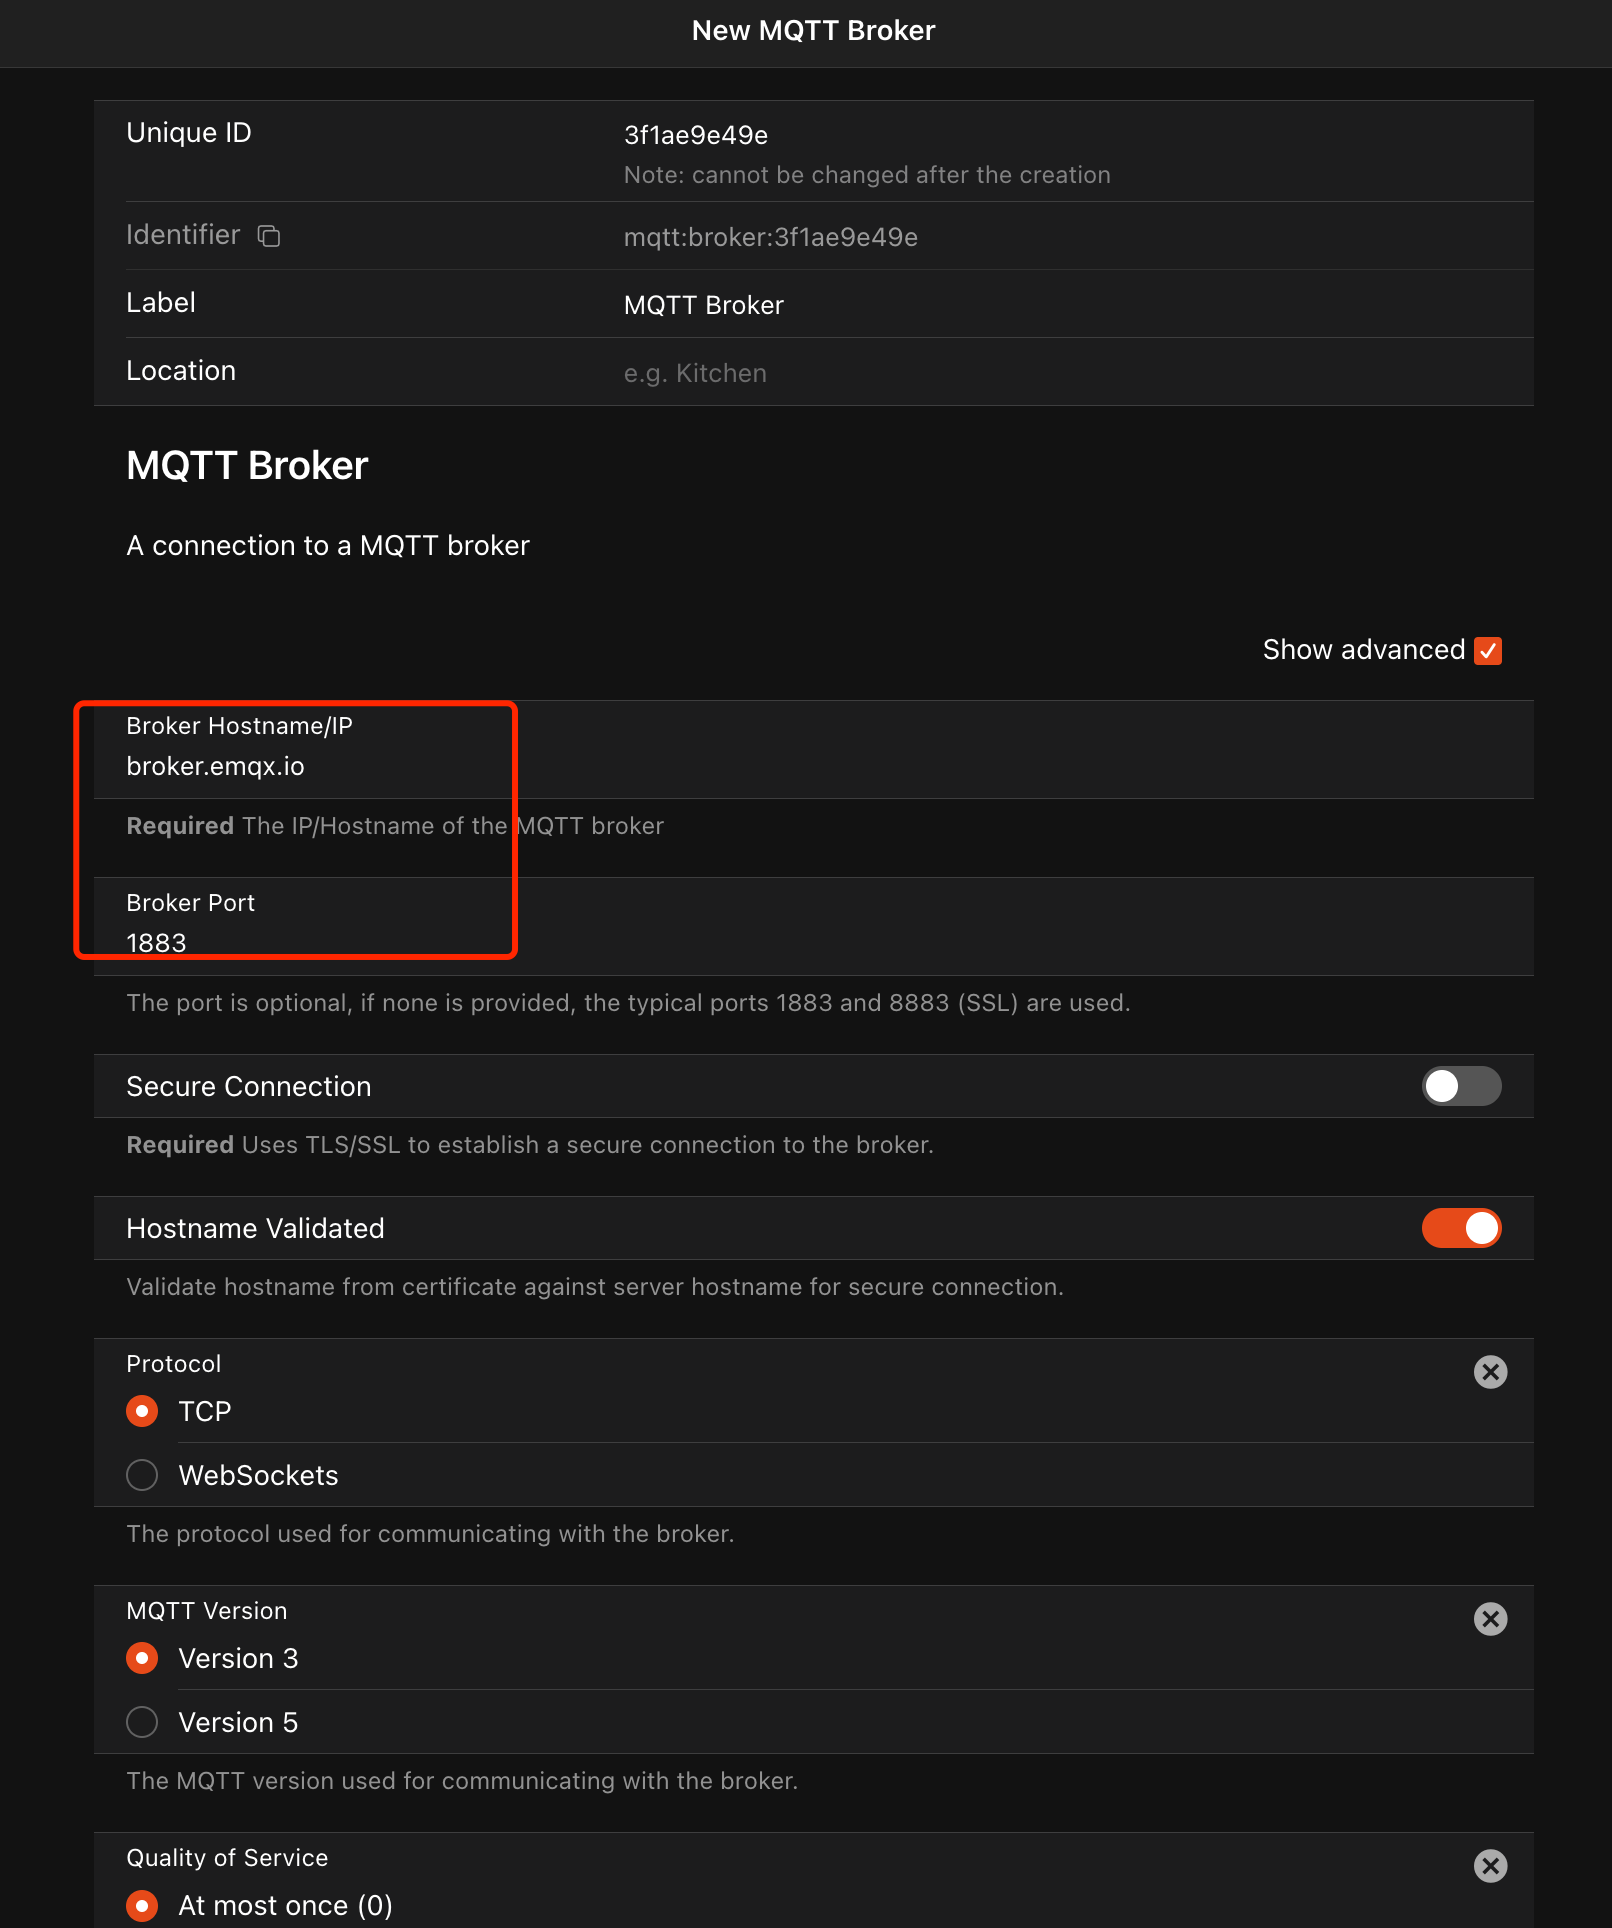 New MQTT Broker
Unique ID
3f1ae9e49e
Note: cannot be changed after the creation
Identifier
mqtt:broker:3f1ae9e49e
Label
MQTT Broker
Location
e.g. Kitchen
MQTT Broker
A connection to a MQTT broker
Show advanced
Broker Hostname/IP
broker.emqx.io
Required The IP/Hostname of the MQTT broker
Broker Port
1883
The port is optional, if none is provided, the typical ports 1883 and 8883 (SSL) are used.
Secure Connection
Required Uses TLS/SSL to establish a secure connection to the broker.
Hostname Validated
Validate hostname from certificate against server hostname for secure connection.
Protocol
TCP
WebSockets
The protocol used for communicating with the broker.
MQTT Version
Version 3
Version 5
The MQTT version used for communicating with the broker.
Quality of Service
At most once (0)